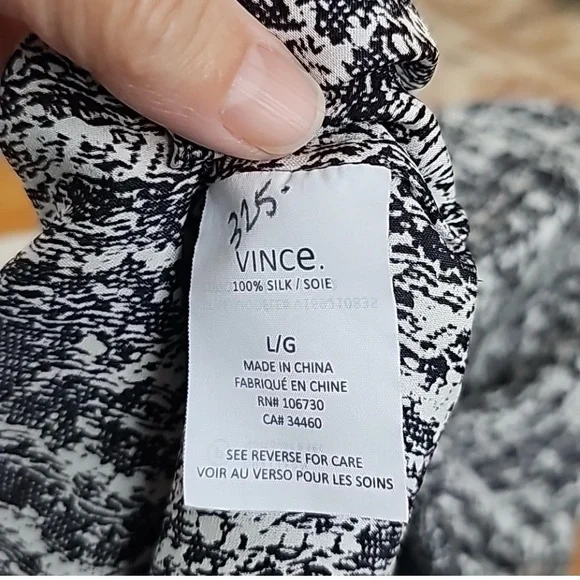 325-
VINCe.
100% SILK / SOIE
L/G
MADE IN CHINA
FABRIQUÉ EN CHINE
RN# 106730
CA# 34460
SEE REVERSE FOR CARE
VOIR AU VERSO POUR LES SOINS